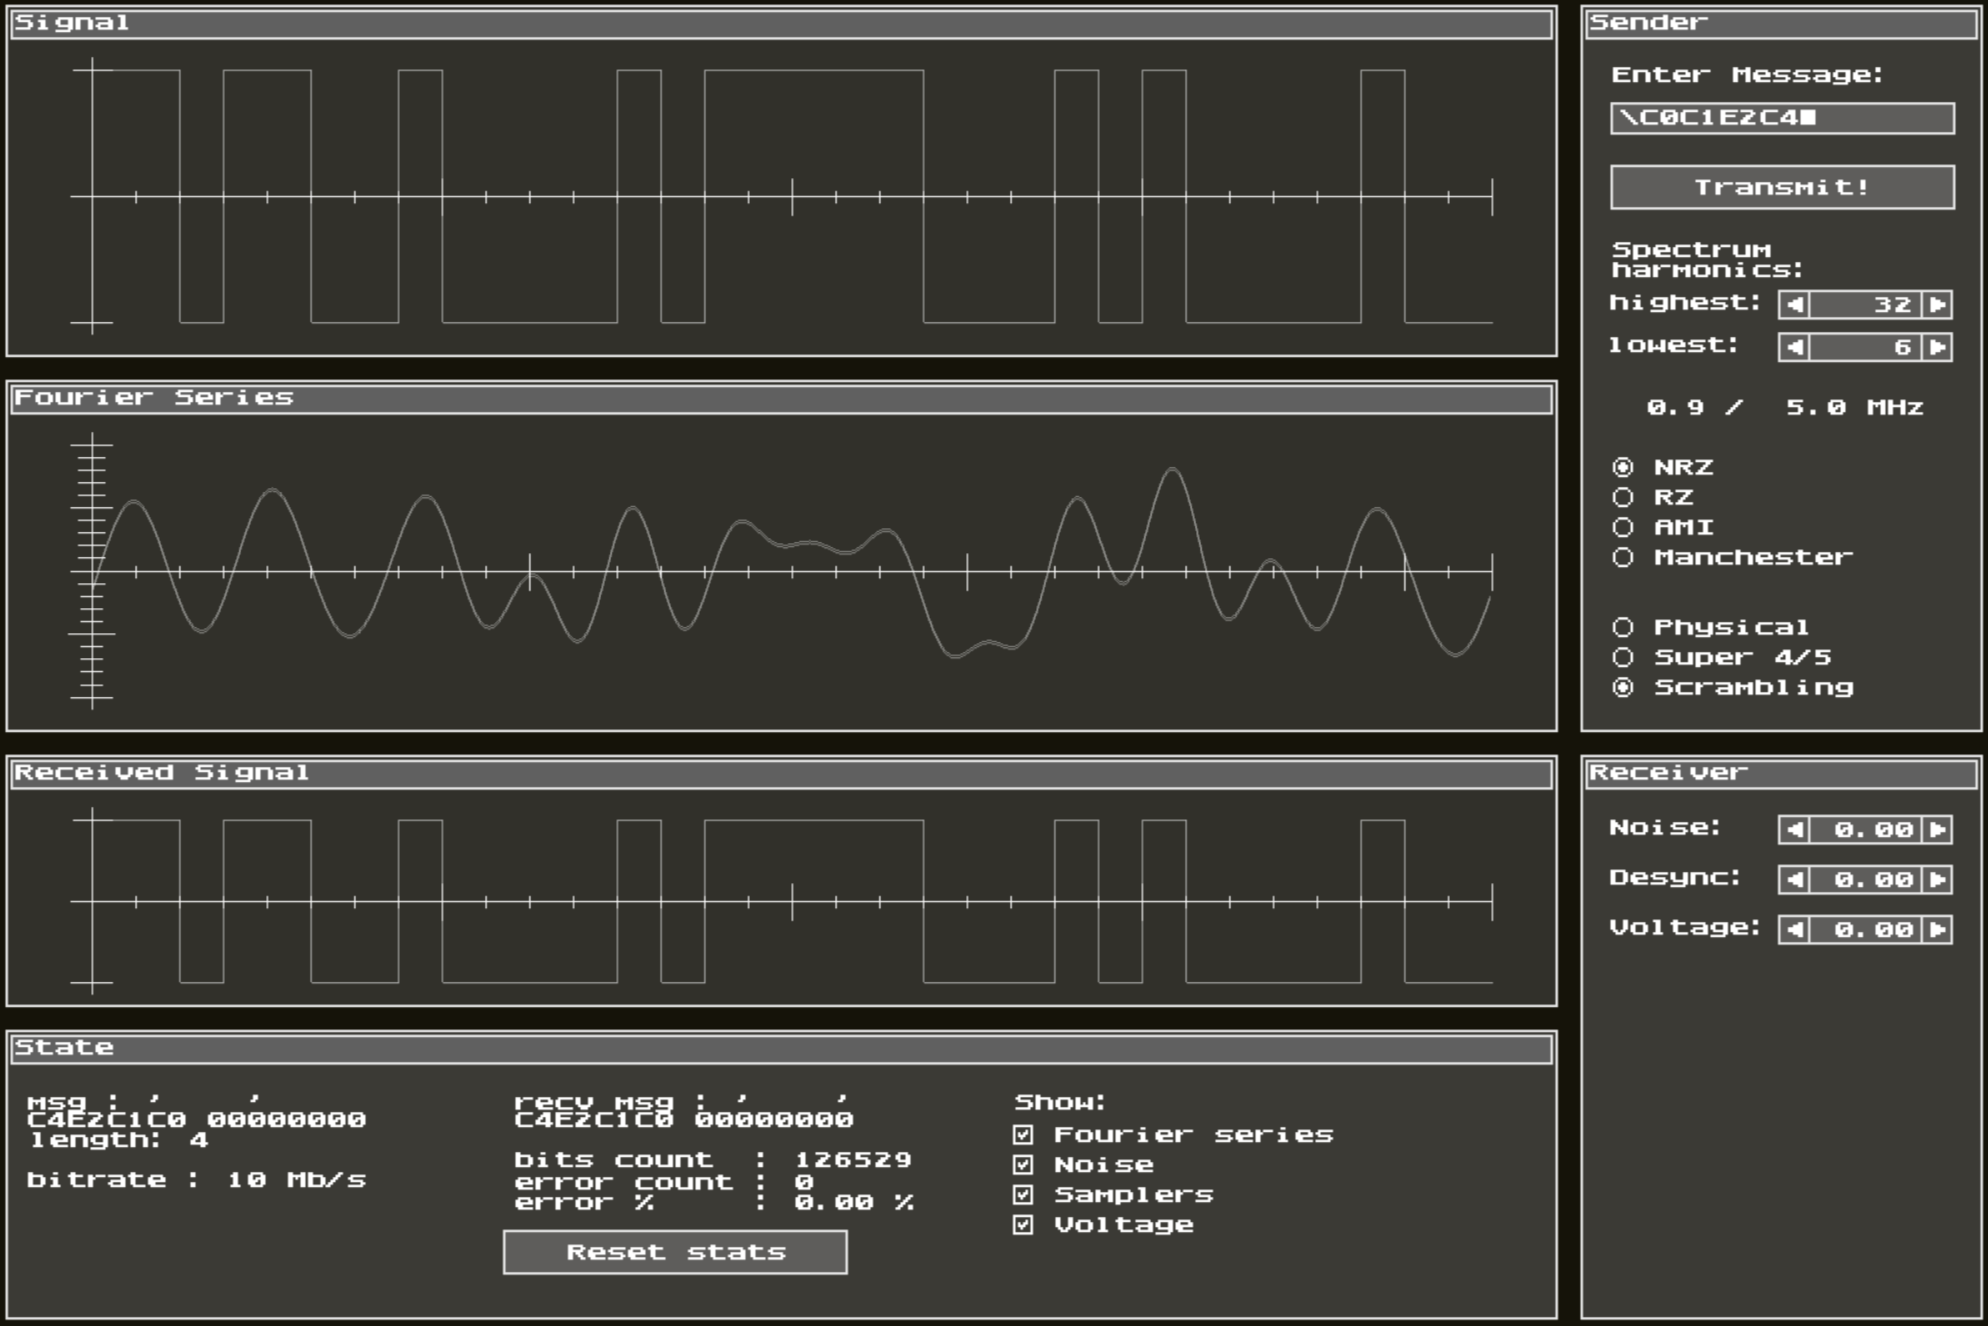 Signal
Fourier Series
Received Signal
State
msg : '    '
C4E2C1C0 00000000
length: 4
bitrate : 10 Mb/s
recv msg : '    '
C4E2C1C0 00000000
bits count  : 126529
error count : 0
error %     : 0.00 %
Reset stats
Show:
Fourier series
Noise
Samplers
Voltage
Sender
Enter Message:
\C0C1E2C4
Transmit!
Spectrum
harmonics:
highest: 32
lowest: 6
0.9 /  5.0 MHz
NRZ
RZ
AMI
Manchester
Physical
Super 4/5
Scrambling
Receiver
Noise: 0.00
Desync: 0.00
Voltage: 0.00